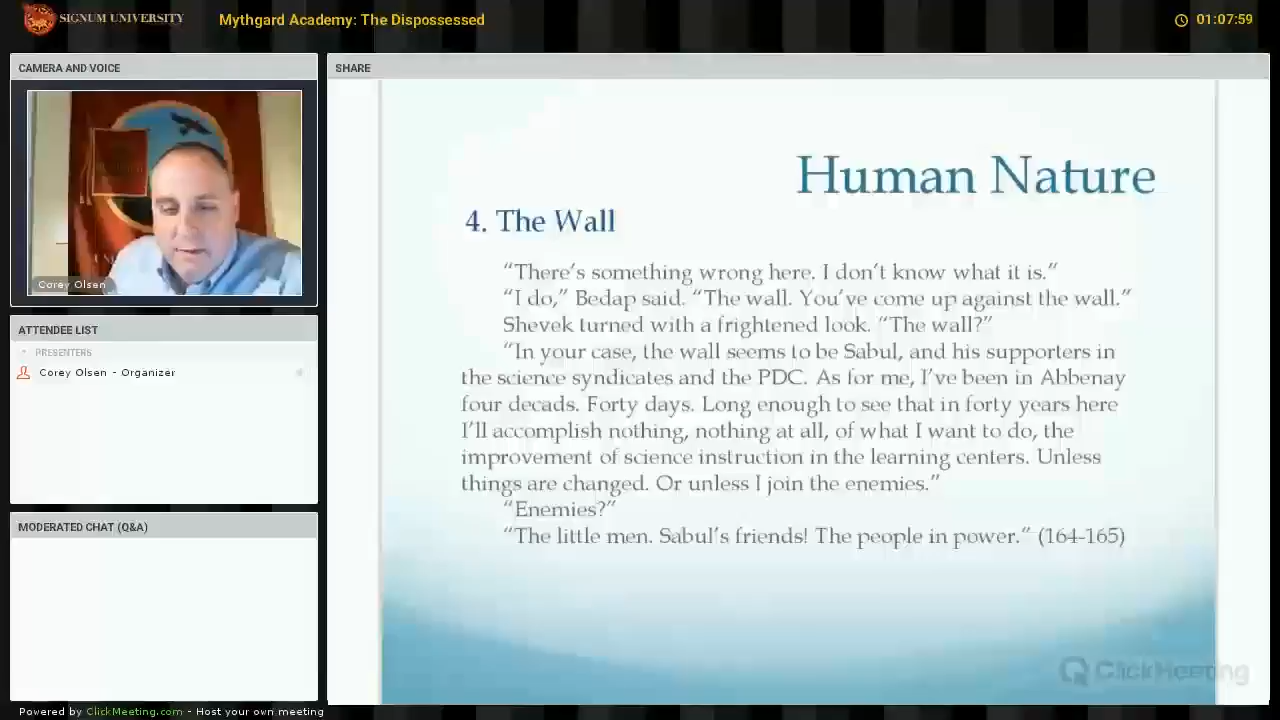 SIGNUM UNIVERSITY
Mythgard Academy: The Dispossessed
01:07:59
CAMERA AND VOICE
Corey Olsen
ATTENDEE LIST
PRESENTERS
Corey Olsen - Organizer
MODERATED CHAT (Q&A)
SHARE
Human Nature
4. The Wall
“There’s something wrong here. I don’t know what it is.”
“I do,” Bedap said. “The wall. You’ve come up against the wall.”
Shevek turned with a frightened look. “The wall?”
“In your case, the wall seems to be Sabul, and his supporters in
the science syndicates and the PDC. As for me, I’ve been in Abbenay
four decads. Forty days. Long enough to see that in forty years here
I’ll accomplish nothing, nothing at all, of what I want to do, the
improvement of science instruction in the learning centers. Unless
things are changed. Or unless I join the enemies.”
“Enemies?”
“The little men. Sabul’s friends! The people in power.” (164-165)
ClickMeeting
Powered by ClickMeeting.com - Host your own meeting